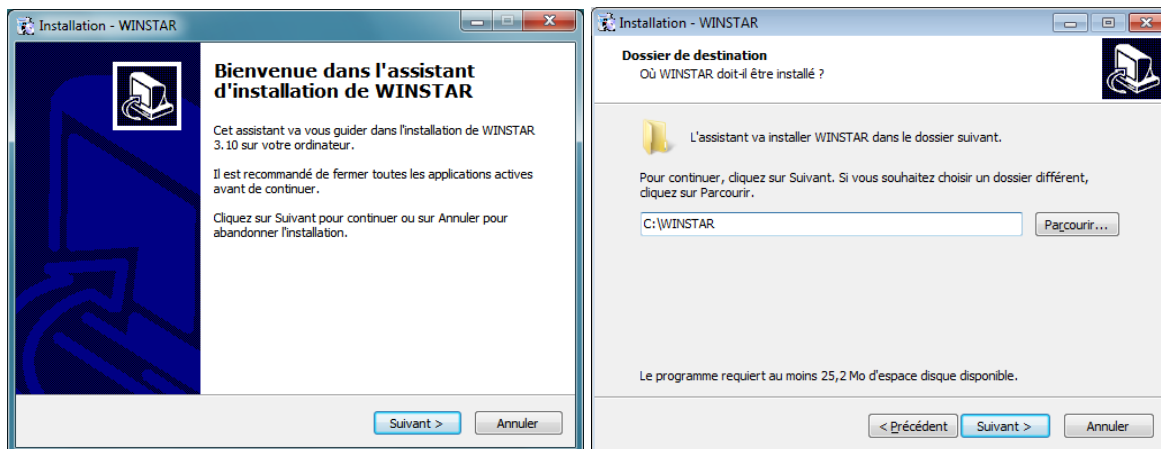 Installation - WINSTAR
Bienvenue dans l'assistant
d'installation de WINSTAR
Cet assistant va vous guider dans l'installation de WINSTAR
3.10 sur votre ordinateur.
Il est recommandé de fermer toutes les applications actives
avant de continuer.
Cliquez sur Suivant pour continuer ou sur Annuler pour
abandonner l'installation.
Suivant >
Annuler
Installation - WINSTAR
Dossier de destination
Où WINSTAR doit-il être installé ?
L'assistant va installer WINSTAR dans le dossier suivant.
Pour continuer, cliquez sur Suivant. Si vous souhaitez choisir un dossier différent,
cliquez sur Parcourir.
C:\WINSTAR
Parcourir...
Le programme requiert au moins 25,2 Mo d'espace disque disponible.
< Précédent
Suivant >
Annuler